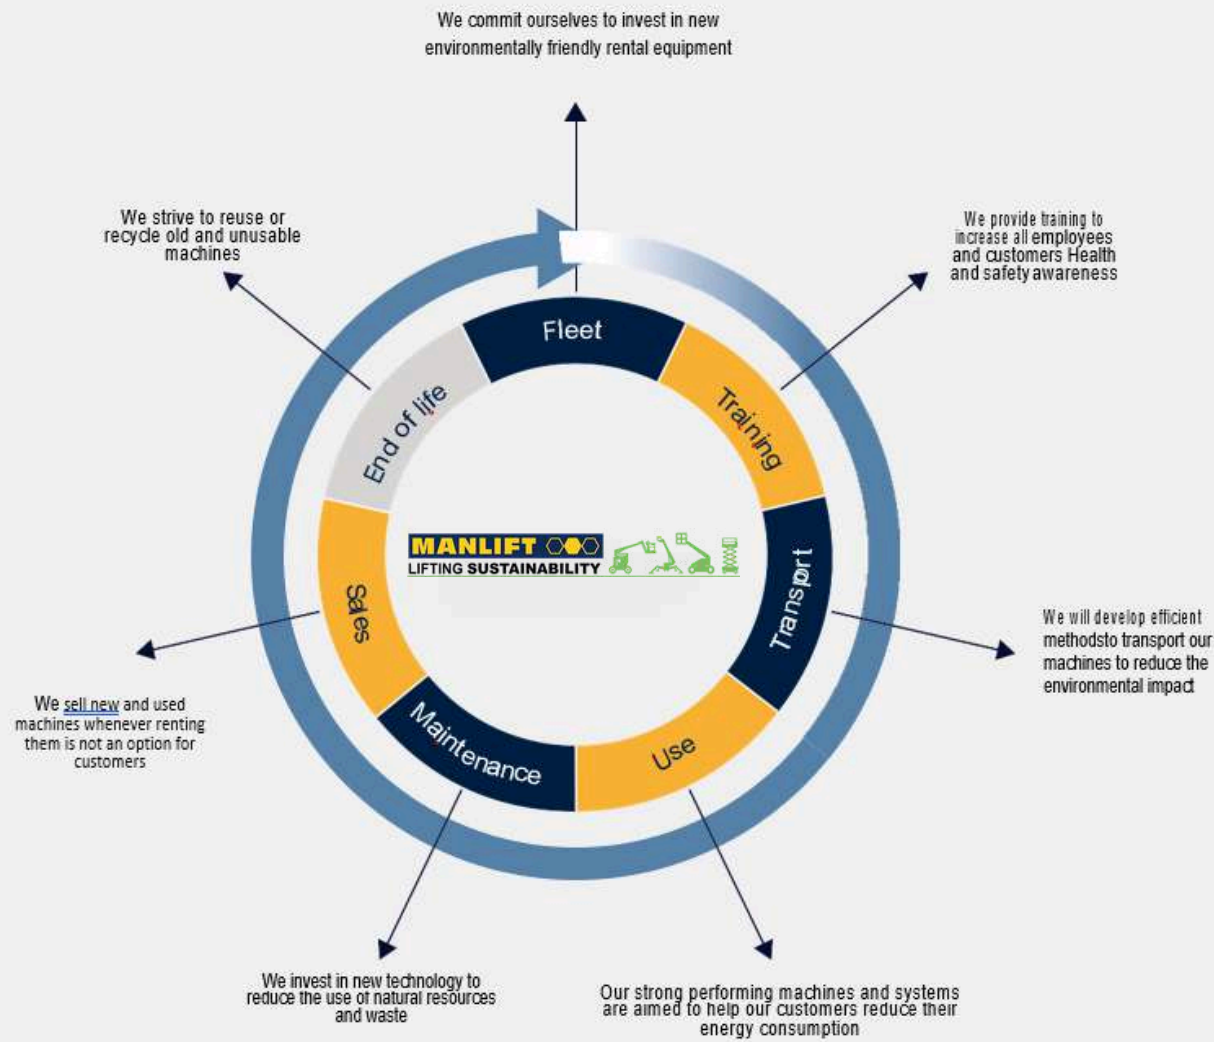 We commit ourselves to invest in new
environmentally friendly rental equipment
We strive to reuse or
recycle old and unusable
machines
We provide training to
increase all employees
and customers Health
and safety awareness
Fleet
Training
End of life
MANLIFT
LIFTING SUSTAINABILITY
Transport
Sales
We will develop efficient
methodsto transport our
machines to reduce the
environmental impact
We sell new and used
machines whenever renting
them is not an option for
customers
Maintenance
Use
We invest in new technology to
reduce the use of natural resources
and waste
Our strong performing machines and systems
are aimed to help our customers reduce their
energy consumption